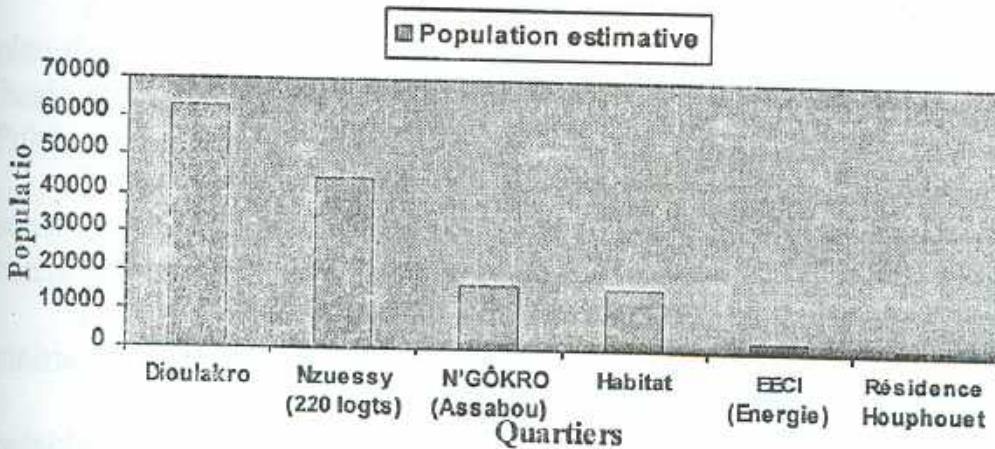 Population estimative
70000
60000
50000
40000
30000
20000
10000
0
Populatio
Dioulakro
Nzuessy
(220 logts)
N'GÔKRO
(Assabou)
Habitat
EECI
(Energie)
Résidence
Houphouet
Quartiers